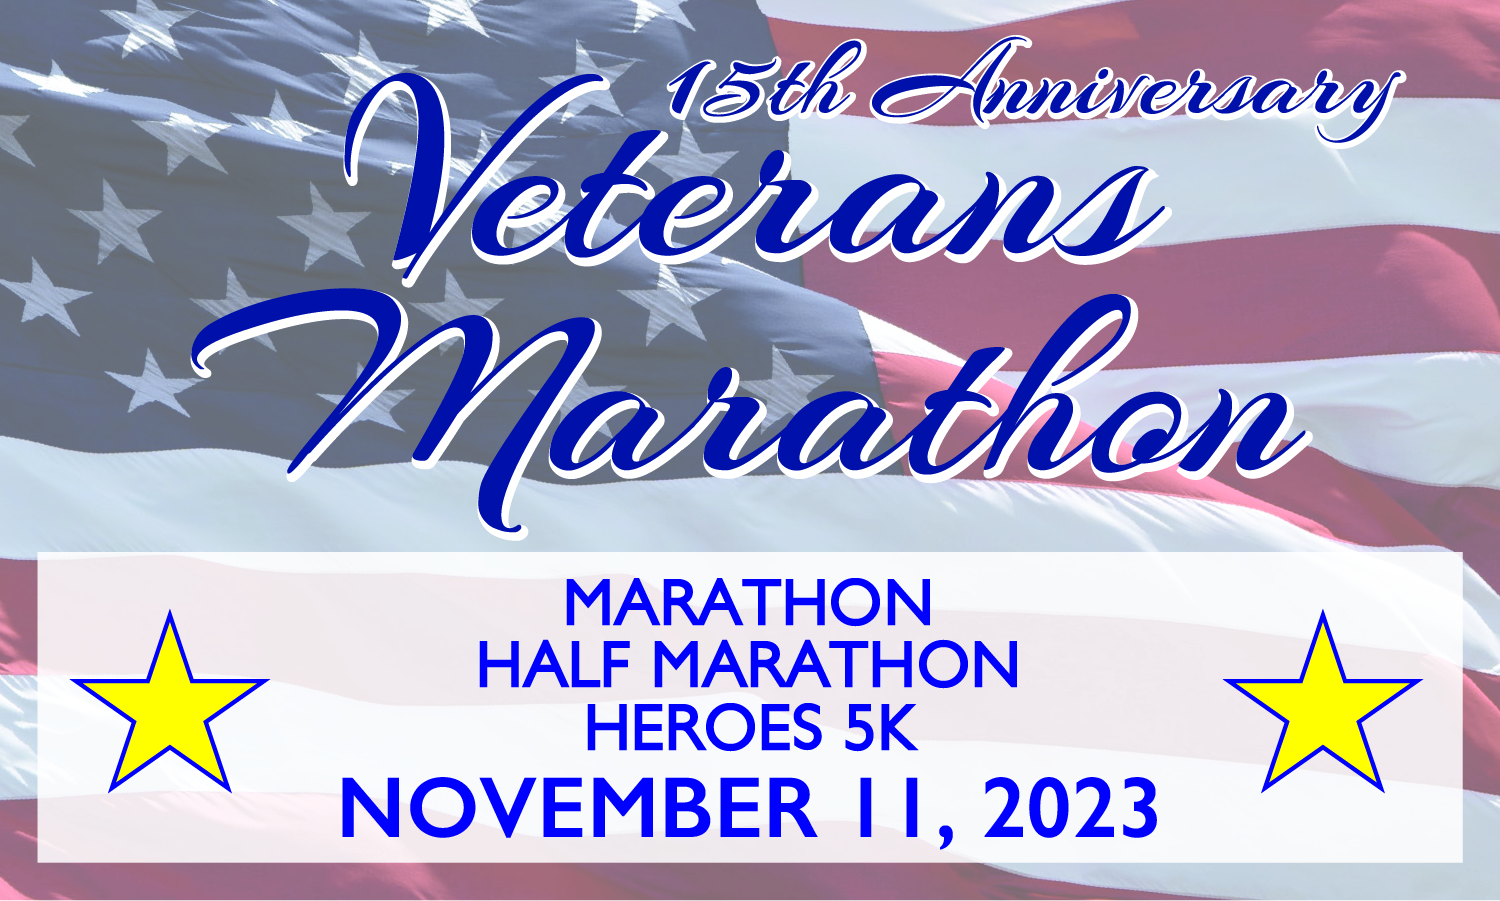 15th Anniversary
Veterans
Marathon
MARATHON
HALF MARATHON
HEROES 5K
NOVEMBER 11, 2023